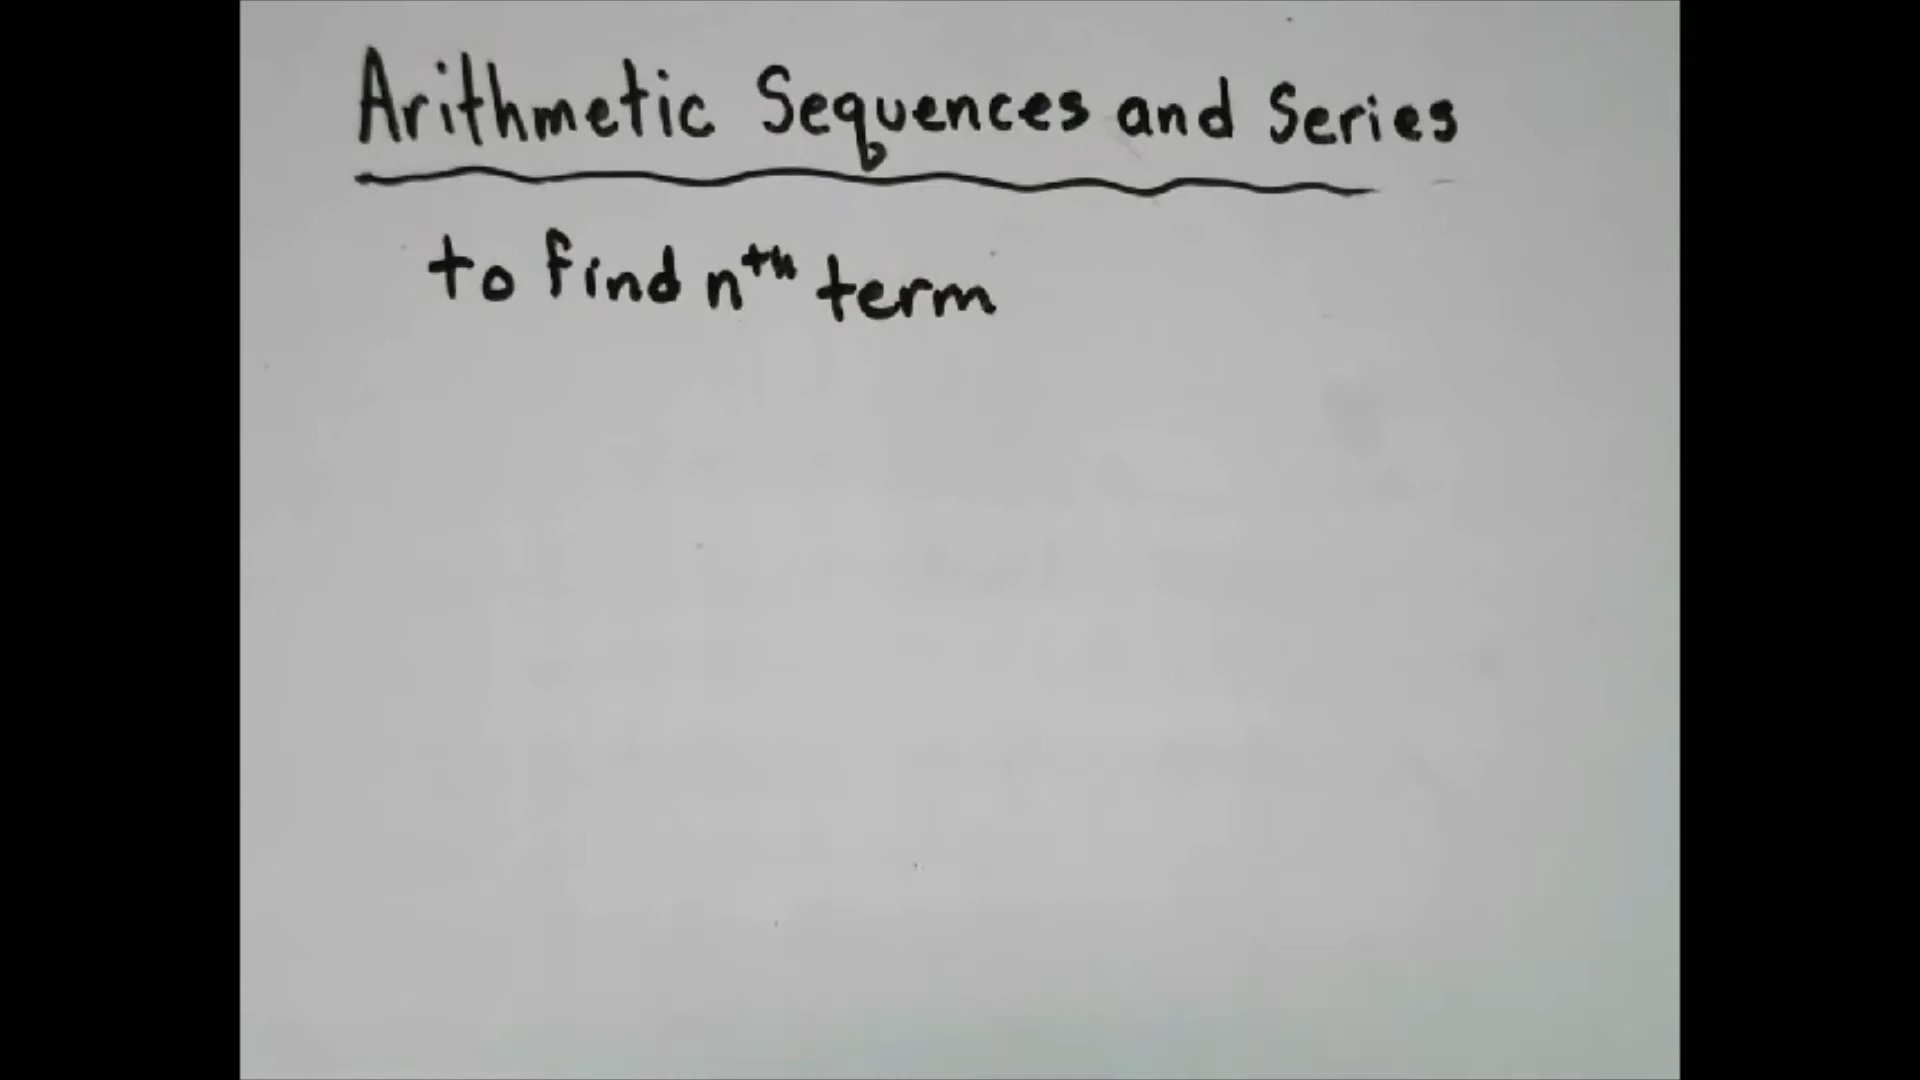 Arithmetic Sequences and Series
to find nth term